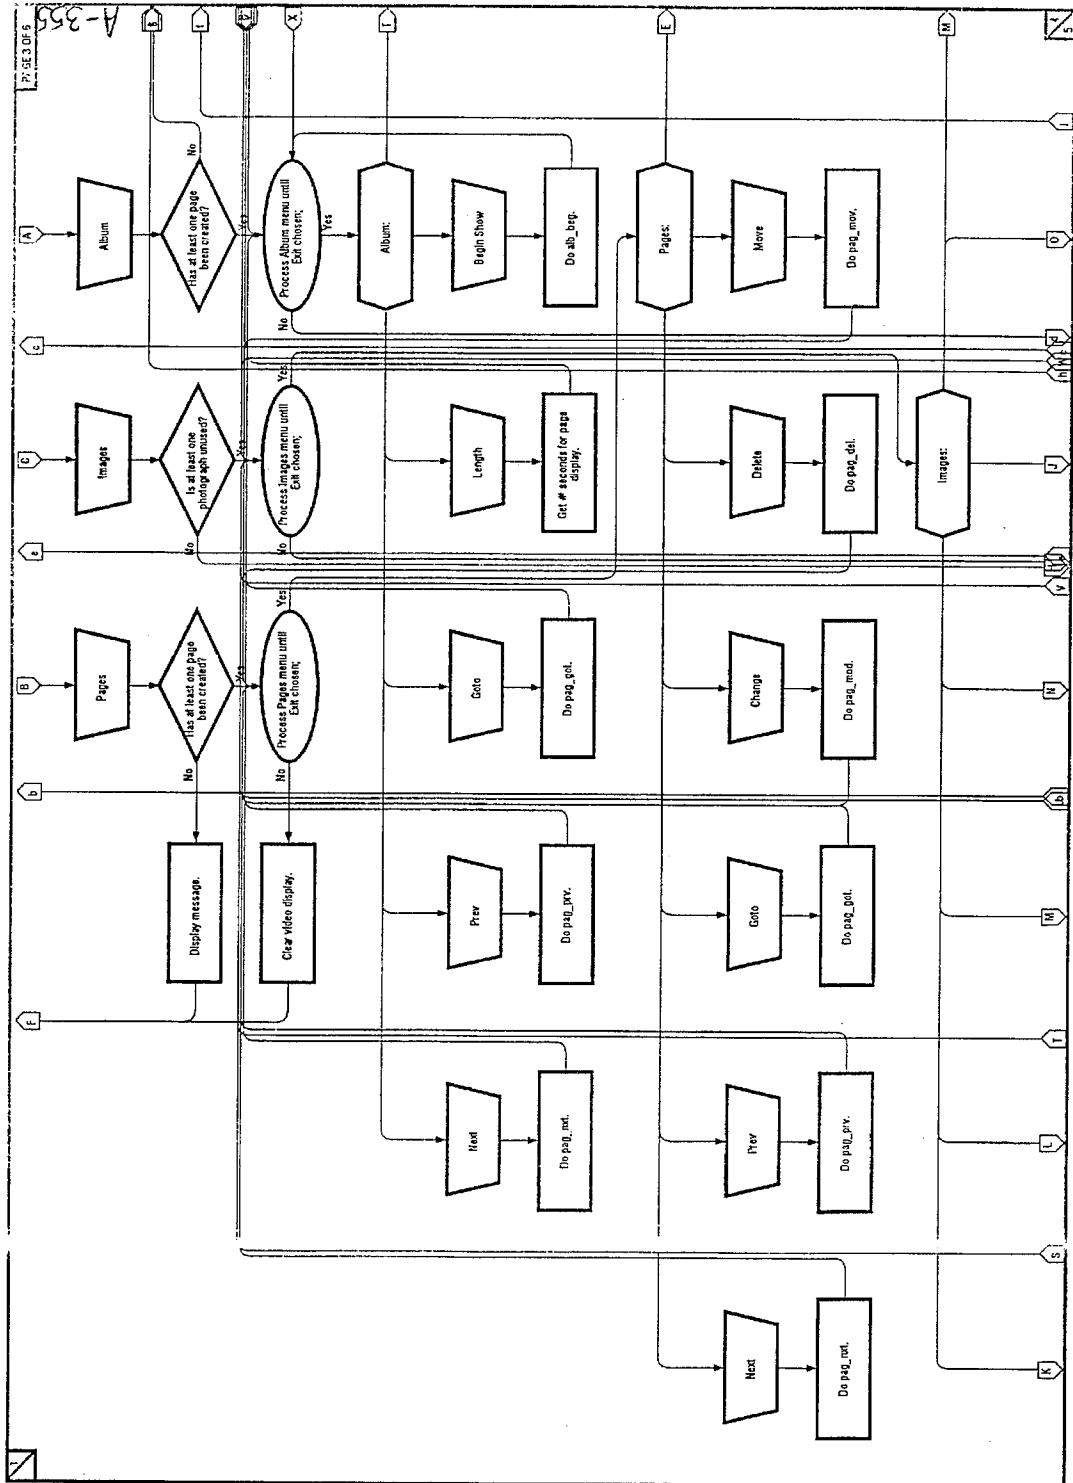 PAGE 3 OF 6
A-355
A
Album
Has at least one page
been created?
No
Yes
Process Album menu until
Exit chosen;
No
Yes
Album:
Begin Show
Do alb_beg.
X
E
Pages:
Move
Do pag_mov.
M
5
O
c
C
Images
Is at least one
photograph unused?
No
Yes
Process Images menu until
Exit chosen;
No
Yes
Length
Get # seconds for page
display.
Delete
Do pag_del.
Images:
h
J
e
B
Pages
Has at least one page
been created?
No
Yes
Process Pages menu until
Exit chosen;
No
Yes
Goto
Do pag_got.
Change
Do pag_mod.
N
b
Display message.
Clear video display.
Prev
Do pag_prv.
Goto
Do pag_got.
b
M
F
Next
Do pag_nxt.
Prev
Do pag_prv.
T
L
Next
Do pag_nxt.
S
K